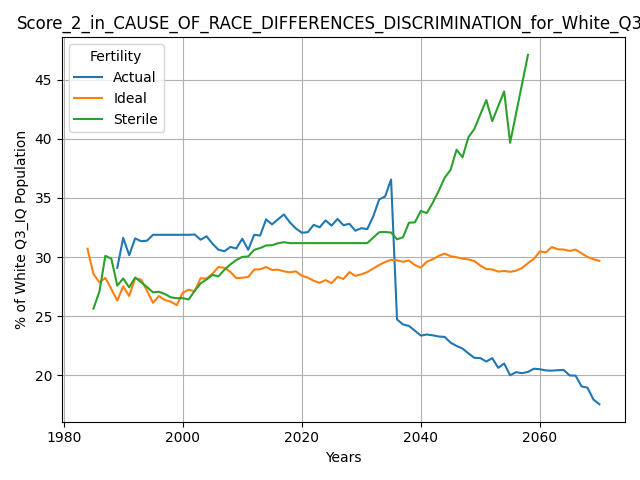 Score_2_in_CAUSE_OF_RACE_DIFFERENCES_DISCRIMINATION_for_White_Q3
Fertility
Actual
Ideal
Sterile
% of White Q3_IQ Population
45
40
35
30
25
20
1980
2000
2020
2040
2060
Years